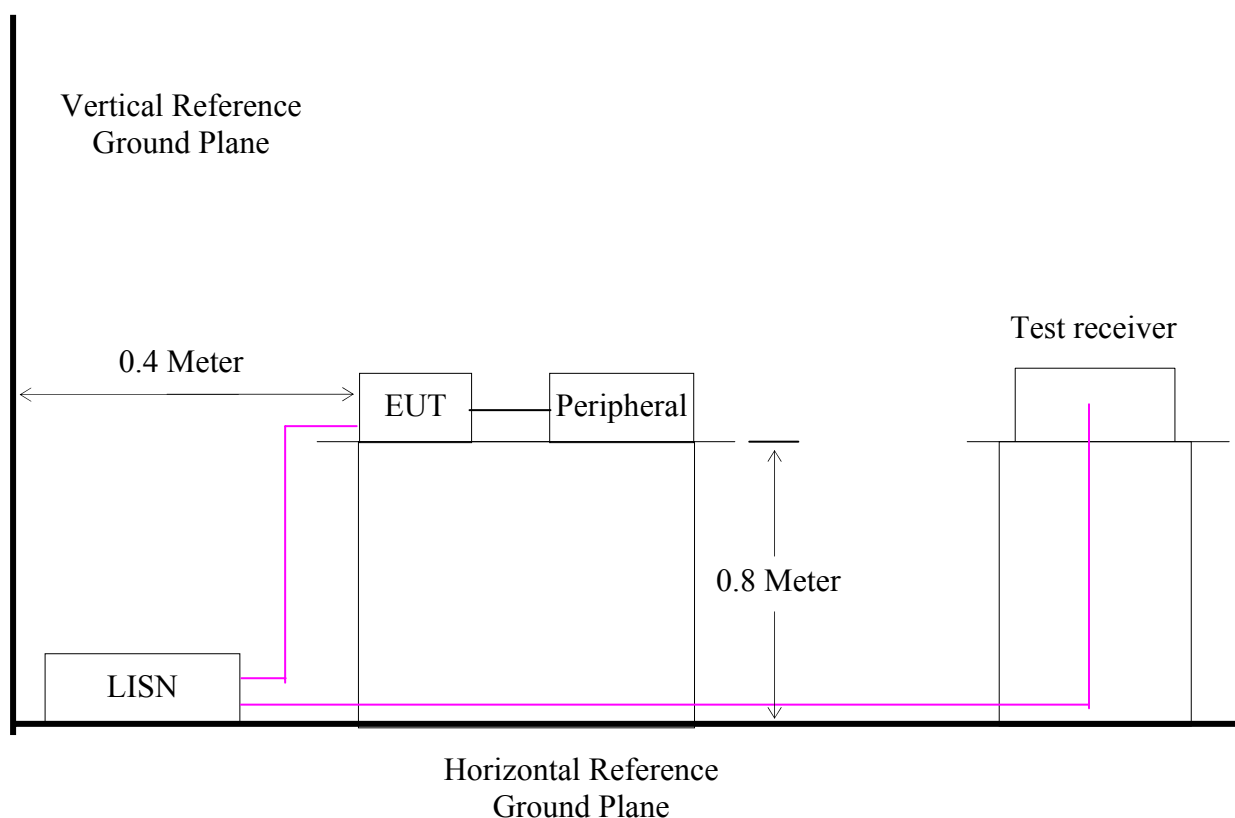 Vertical Reference
Ground Plane
Test receiver
0.4 Meter
EUT
Peripheral
0.8 Meter
LISN
Horizontal Reference
Ground Plane